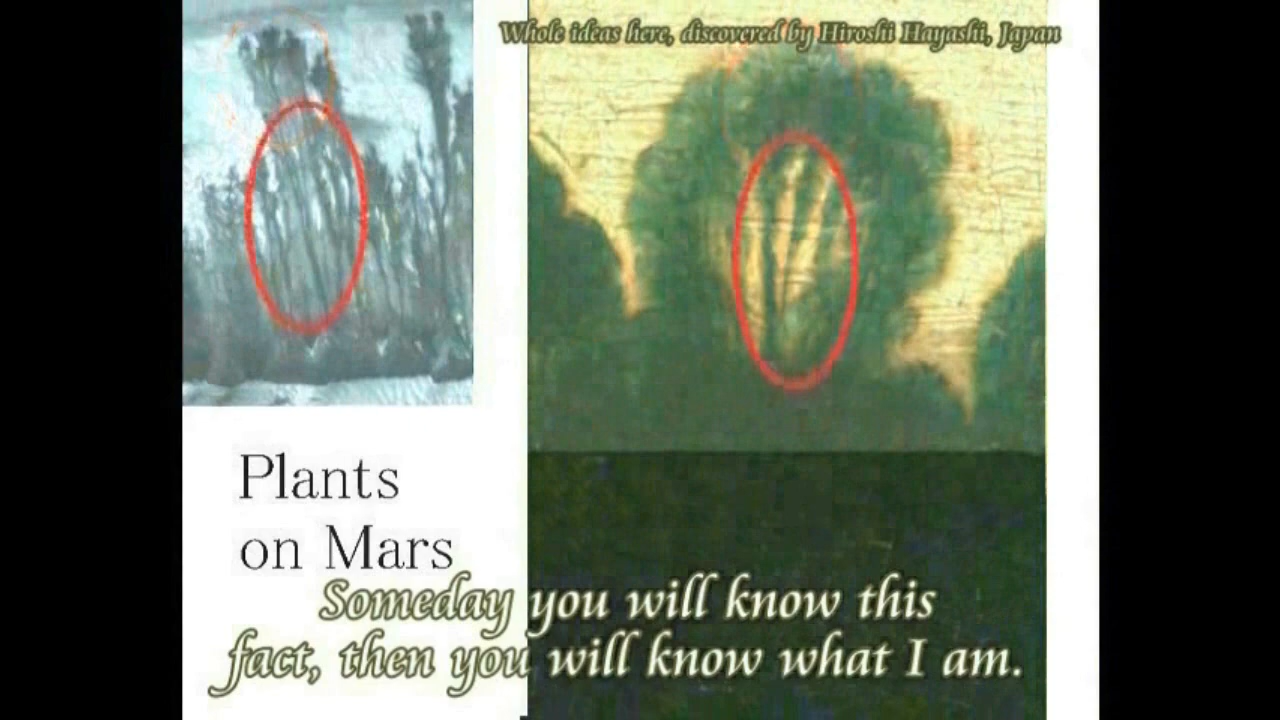 Whole ideas here, discovered by Hiroshi Hayashi, Japan
Plants
on Mars
Someday you will know this
fact, then you will know what I am.